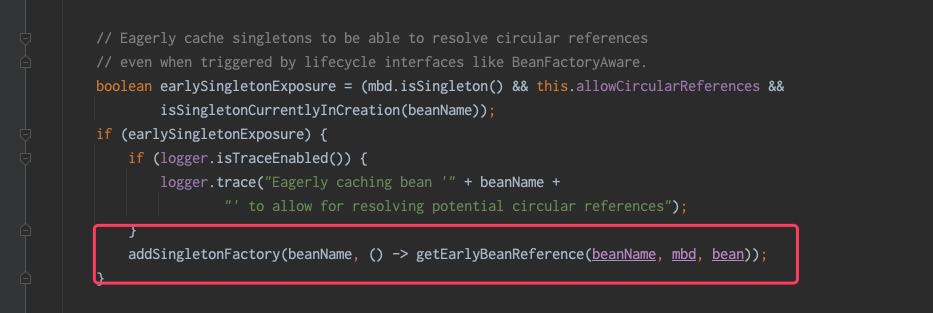 // Eagerly cache singletons to be able to resolve circular references
// even when triggered by lifecycle interfaces like BeanFactoryAware.
boolean earlySingletonExposure = (mbd.isSingleton() && this.allowCircularReferences &&
        isSingletonCurrentlyInCreation(beanName));
if (earlySingletonExposure) {
    if (logger.isTraceEnabled()) {
        logger.trace("Eagerly caching bean '" + beanName +
                "' to allow for resolving potential circular references");
    }
    addSingletonFactory(beanName, () -> getEarlyBeanReference(beanName, mbd, bean));
}